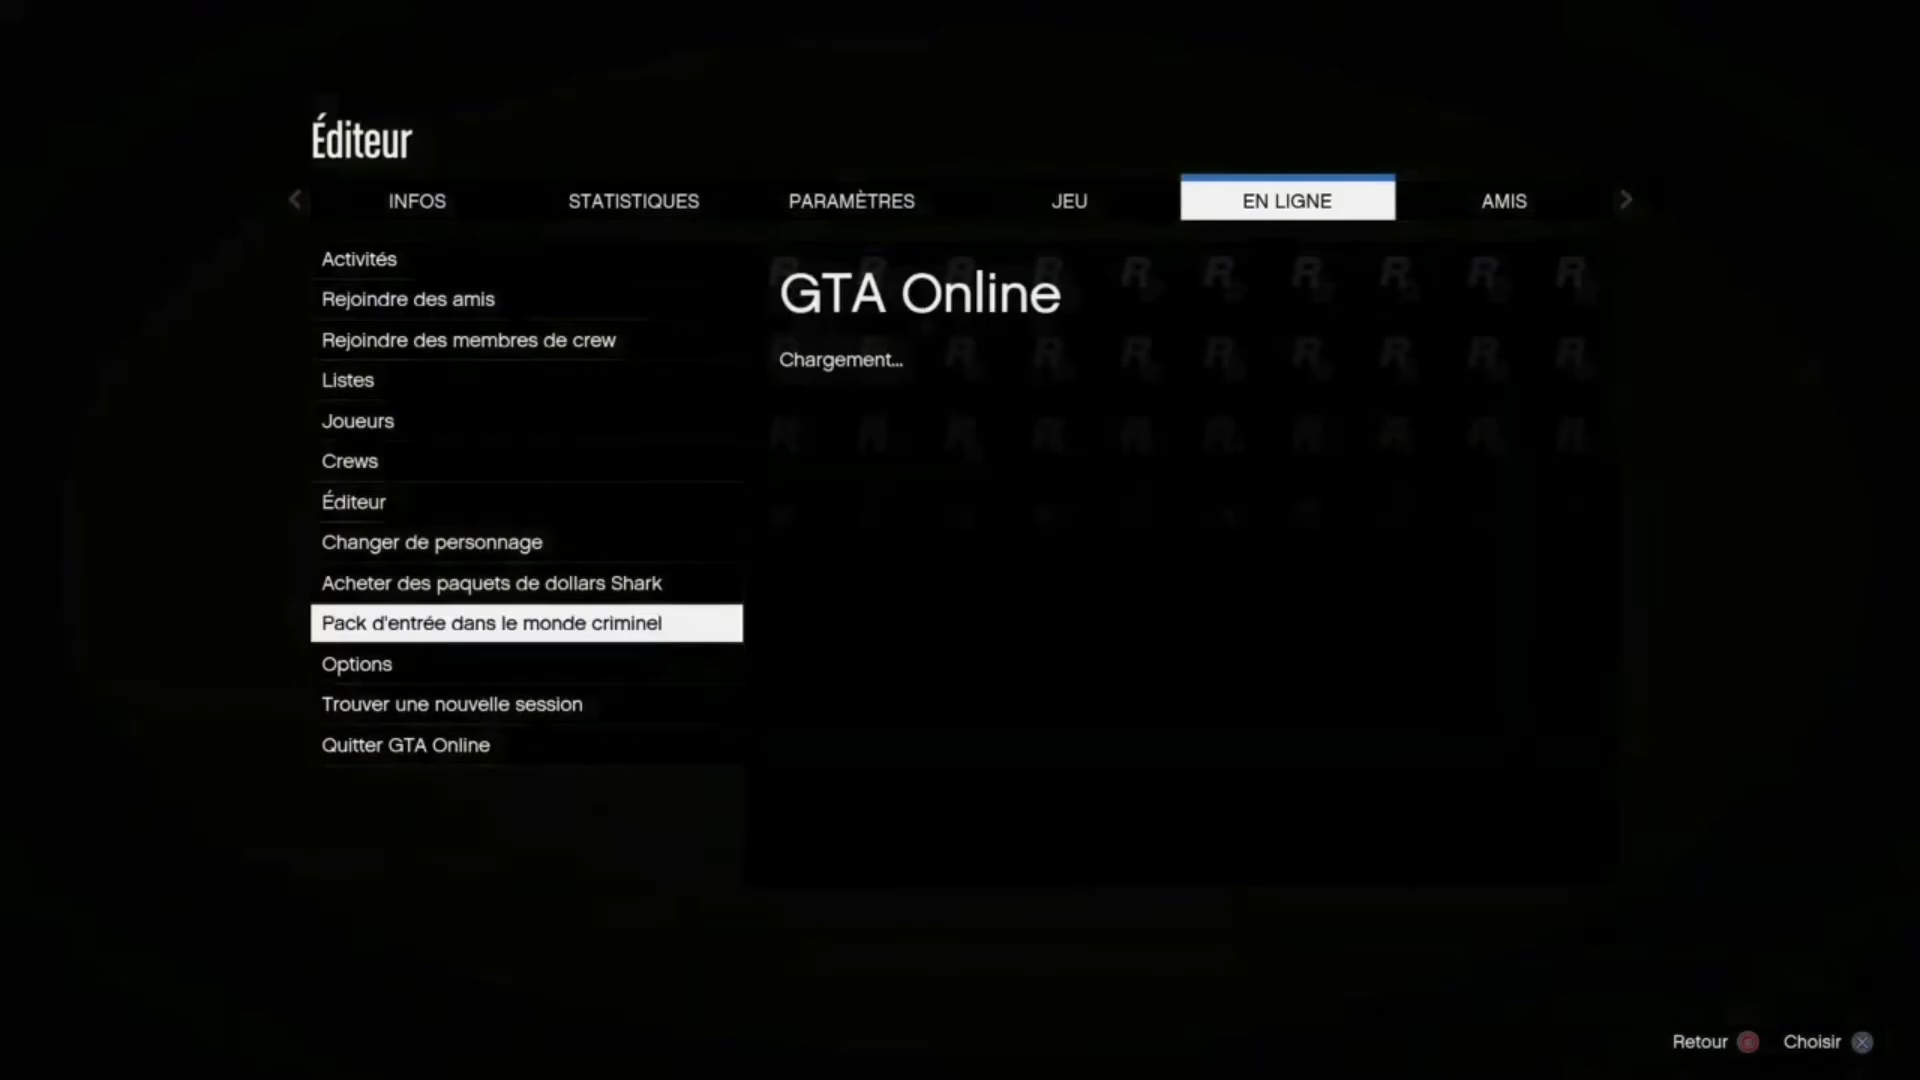 Éditeur
INFOS STATISTIQUES PARAMÈTRES JEU EN LIGNE AMIS
Activités
Rejoindre des amis
Rejoindre des membres de crew
Listes
Joueurs
Crews
Éditeur
Changer de personnage
Acheter des paquets de dollars Shark
Pack d'entrée dans le monde criminel
Options
Trouver une nouvelle session
Quitter GTA Online
GTA Online
Chargement...
Retour Choisir